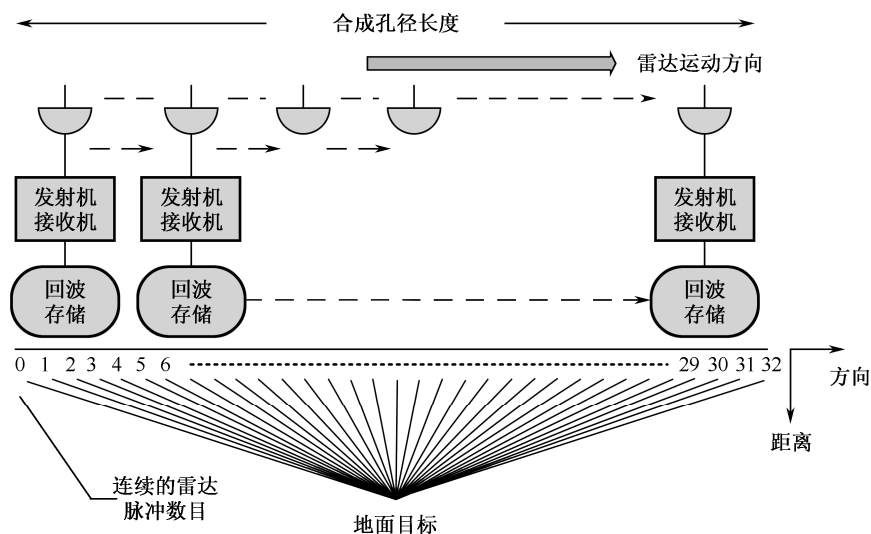 合成孔径长度
雷达运动方向
发射机
接收机
发射机
接收机
发射机
接收机
回波
存储
回波
存储
回波
存储
0 1 2 3 4 5 6 29 30 31 32
方向
距离
连续的雷达
脉冲数目
地面目标